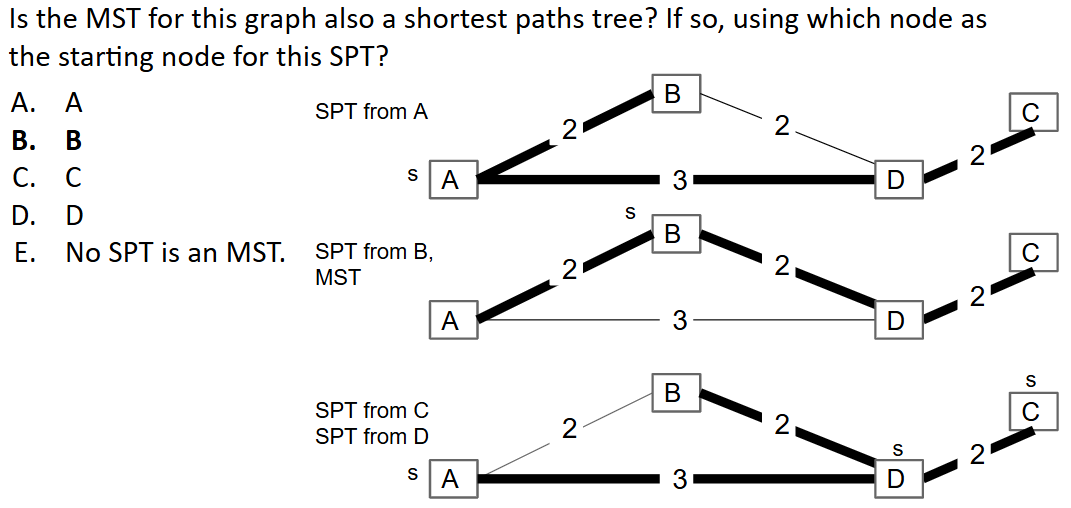 Is the MST for this graph also a shortest paths tree? If so, using which node as
the starting node for this SPT?
A. A
B. B
C. C
D. D
E. No SPT is an MST.
SPT from A
B
2
2
C
2
s A
3
D
SPT from B,
MST
s
B
2
2
C
2
A
3
D
SPT from C
SPT from D
B
2
2
s
C
2
s A
3
s
D